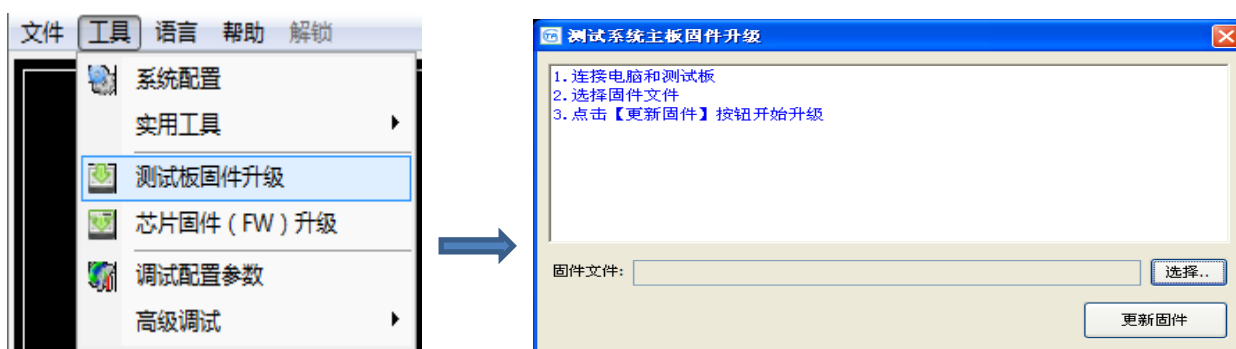 文件 工具 语言 帮助 解锁
系统配置
实用工具
测试板固件升级
芯片固件（FW）升级
调试配置参数
高级调试
测试系统主板固件升级
1.连接电脑和测试板
2.选择固件文件
3.点击【更新固件】按钮开始升级
固件文件:
选择..
更新固件